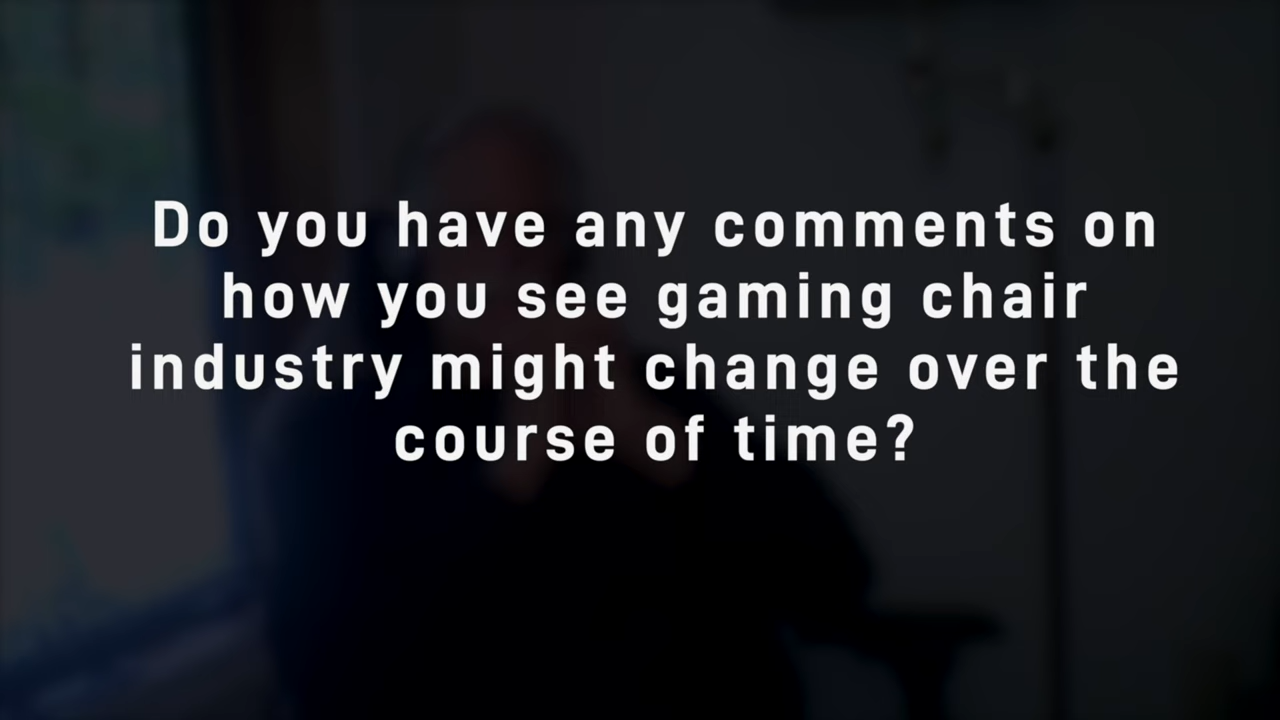 Do you have any comments on
how you see gaming chair
industry might change over the
course of time?